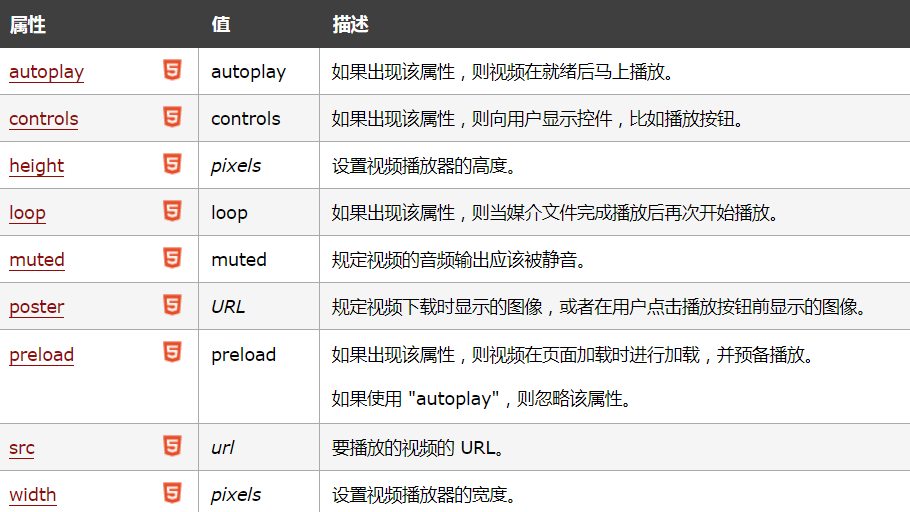 属性 值 描述
autoplay autoplay 如果出现该属性，则视频在就绪后马上播放。
controls controls 如果出现该属性，则向用户显示控件，比如播放按钮。
height pixels 设置视频播放器的高度。
loop loop 如果出现该属性，则当媒介文件完成播放后再次开始播放。
muted muted 规定视频的音频输出应该被静音。
poster URL 规定视频下载时显示的图像，或者在用户点击播放按钮前显示的图像。
preload preload 如果出现该属性，则视频在页面加载时进行加载，并预备播放。
如果使用 "autoplay"，则忽略该属性。
src url 要播放的视频的 URL。
width pixels 设置视频播放器的宽度。